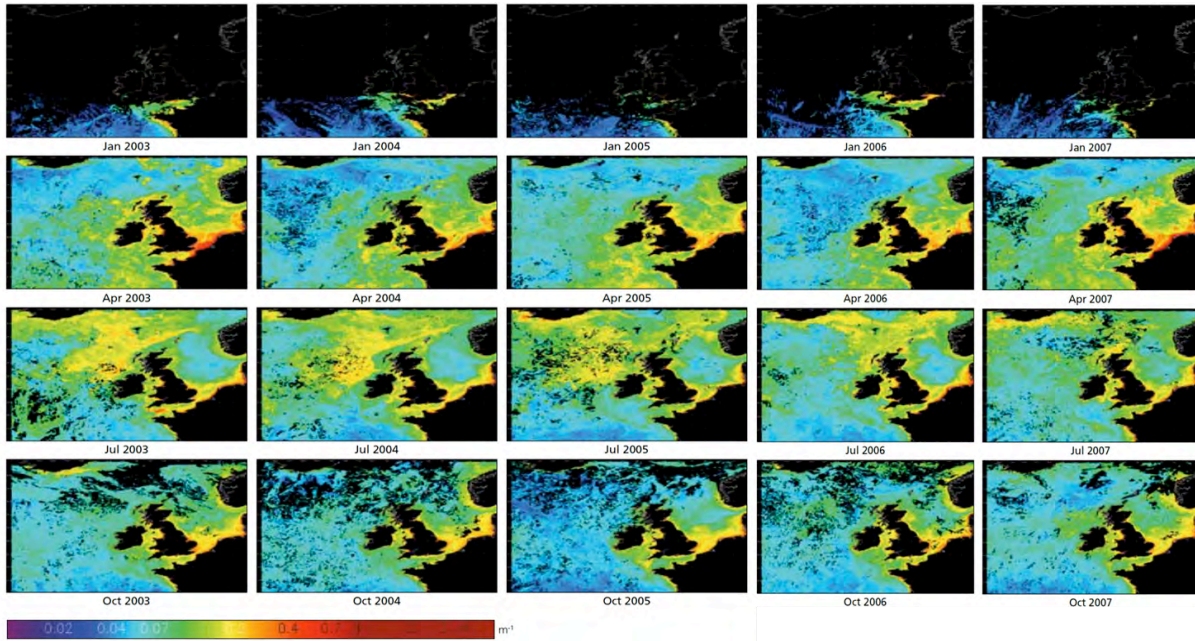 Jan 2003 Jan 2004 Jan 2005 Jan 2006 Jan 2007
Apr 2003 Apr 2004 Apr 2005 Apr 2006 Apr 2007
Jul 2003 Jul 2004 Jul 2005 Jul 2006 Jul 2007
Oct 2003 Oct 2004 Oct 2005 Oct 2006 Oct 2007
0.02 0.04 0.07 0.4 0.7 m⁻¹